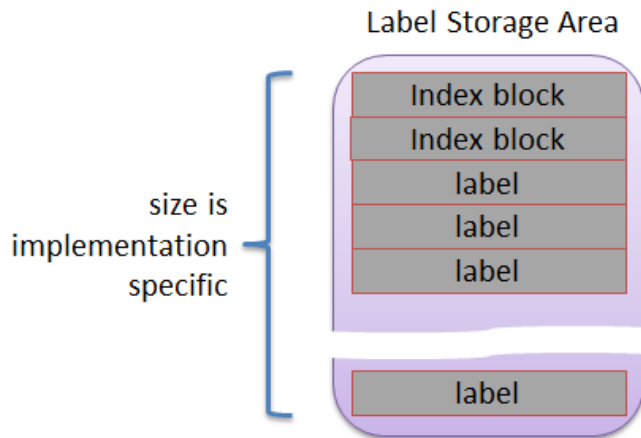 Label Storage Area
Index block
Index block
label
label
label
size is
implementation
specific
label